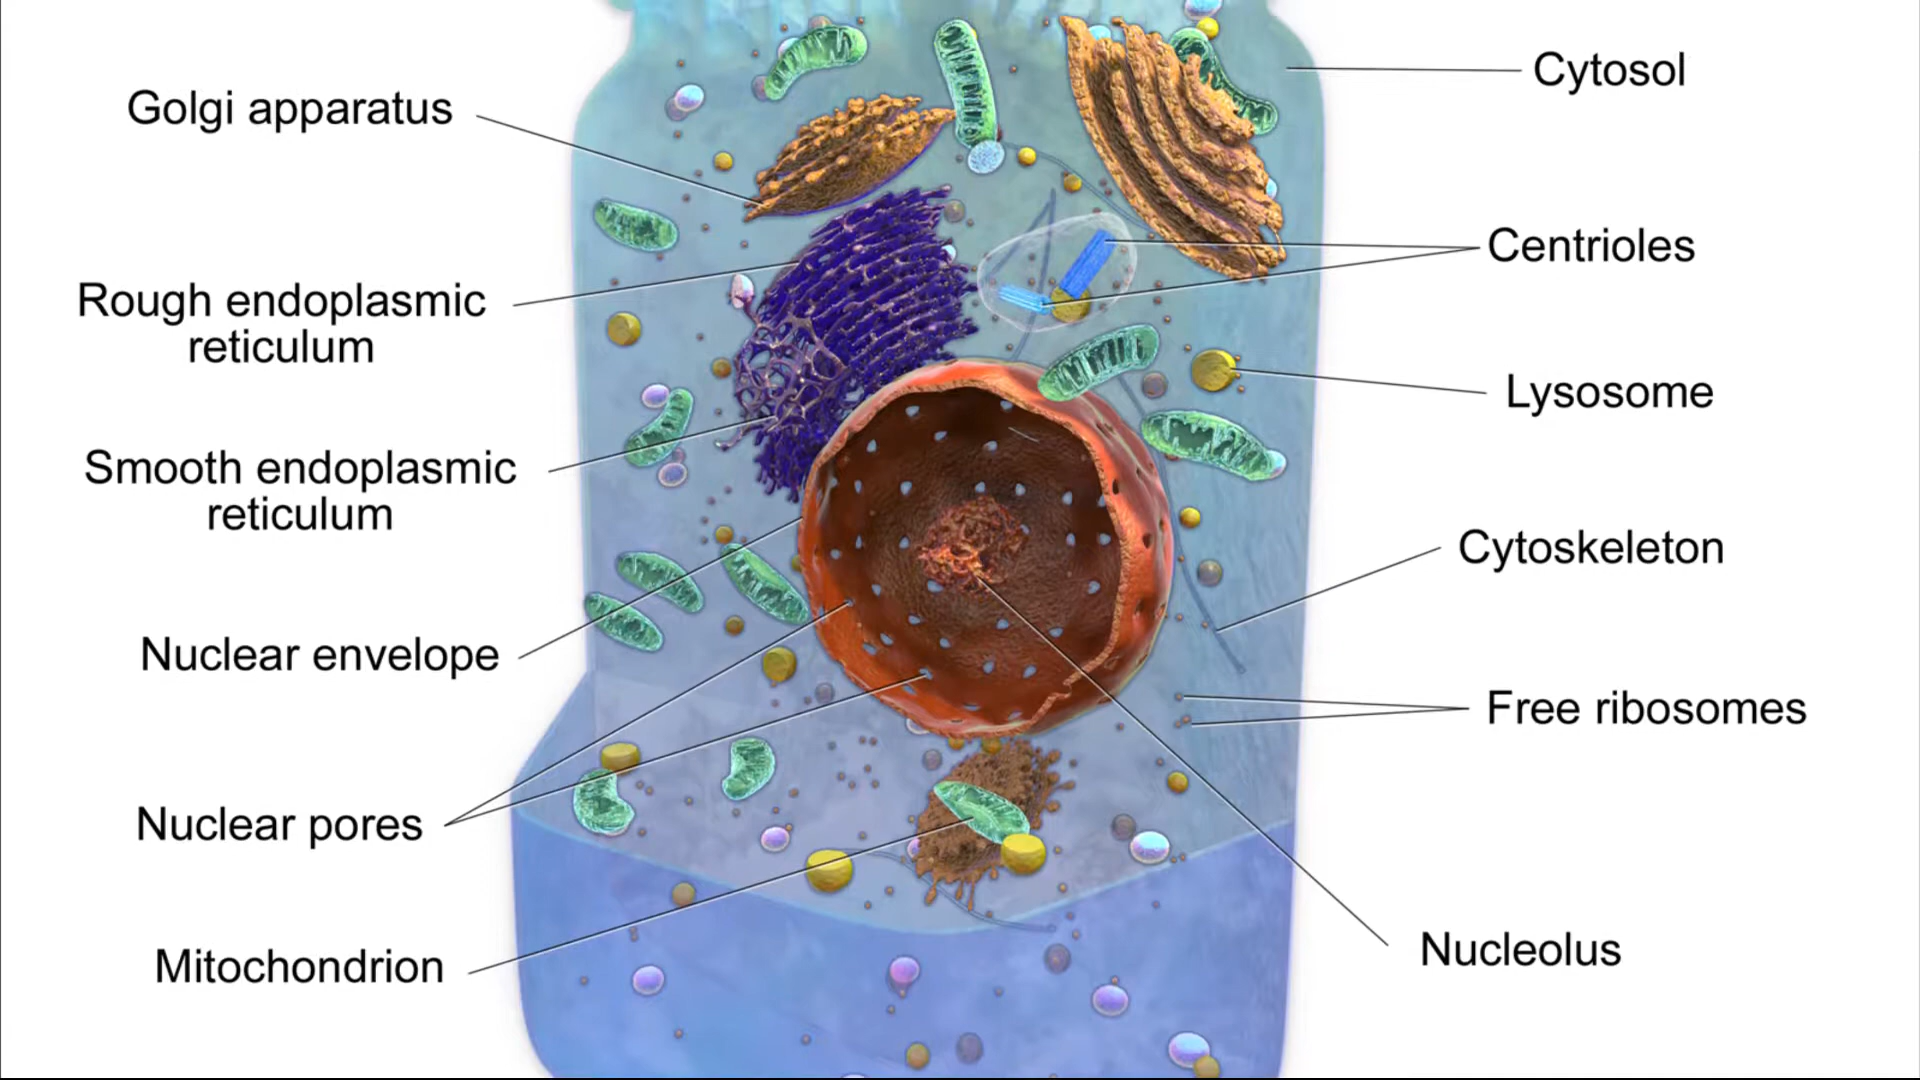 Golgi apparatus
Rough endoplasmic
reticulum
Smooth endoplasmic
reticulum
Nuclear envelope
Nuclear pores
Mitochondrion
Cytosol
Centrioles
Lysosome
Cytoskeleton
Free ribosomes
Nucleolus